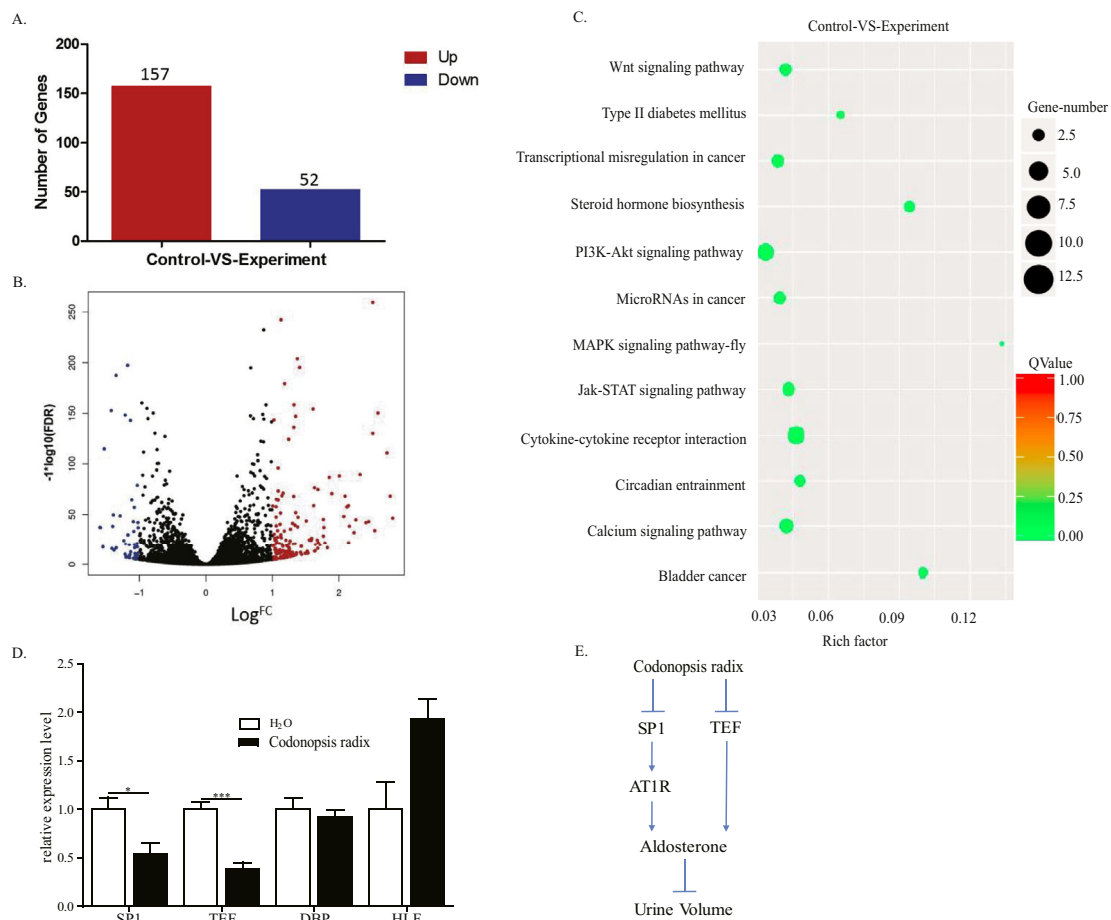 A.
200
150
100
50
0
Number of Genes
157
52
Up
Down
Control-VS-Experiment
B.
250
200
150
100
50
0
-1*log10(FDR)
−1
0
1
2
Log^FC
C.
Control-VS-Experiment
Wnt signaling pathway
Type II diabetes mellitus
Transcriptional misregulation in cancer
Steroid hormone biosynthesis
PI3K-Akt signaling pathway
MicroRNAs in cancer
MAPK signaling pathway-fly
Jak-STAT signaling pathway
Cytokine-cytokine receptor interaction
Circadian entrainment
Calcium signaling pathway
Bladder cancer
0.03
0.06
0.09
0.12
Rich factor
Gene-number
2.5
5.0
7.5
10.0
12.5
QValue
1.00
0.75
0.50
0.25
0.00
D.
2.5
2.0
1.5
1.0
0.5
0.0
relative expression level
H₂O
Codonopsis radix
*
***
SP1
TEF
DBP
HLF
E.
Codonopsis radix
SP1
TEF
AT1R
Aldosterone
Urine Volume